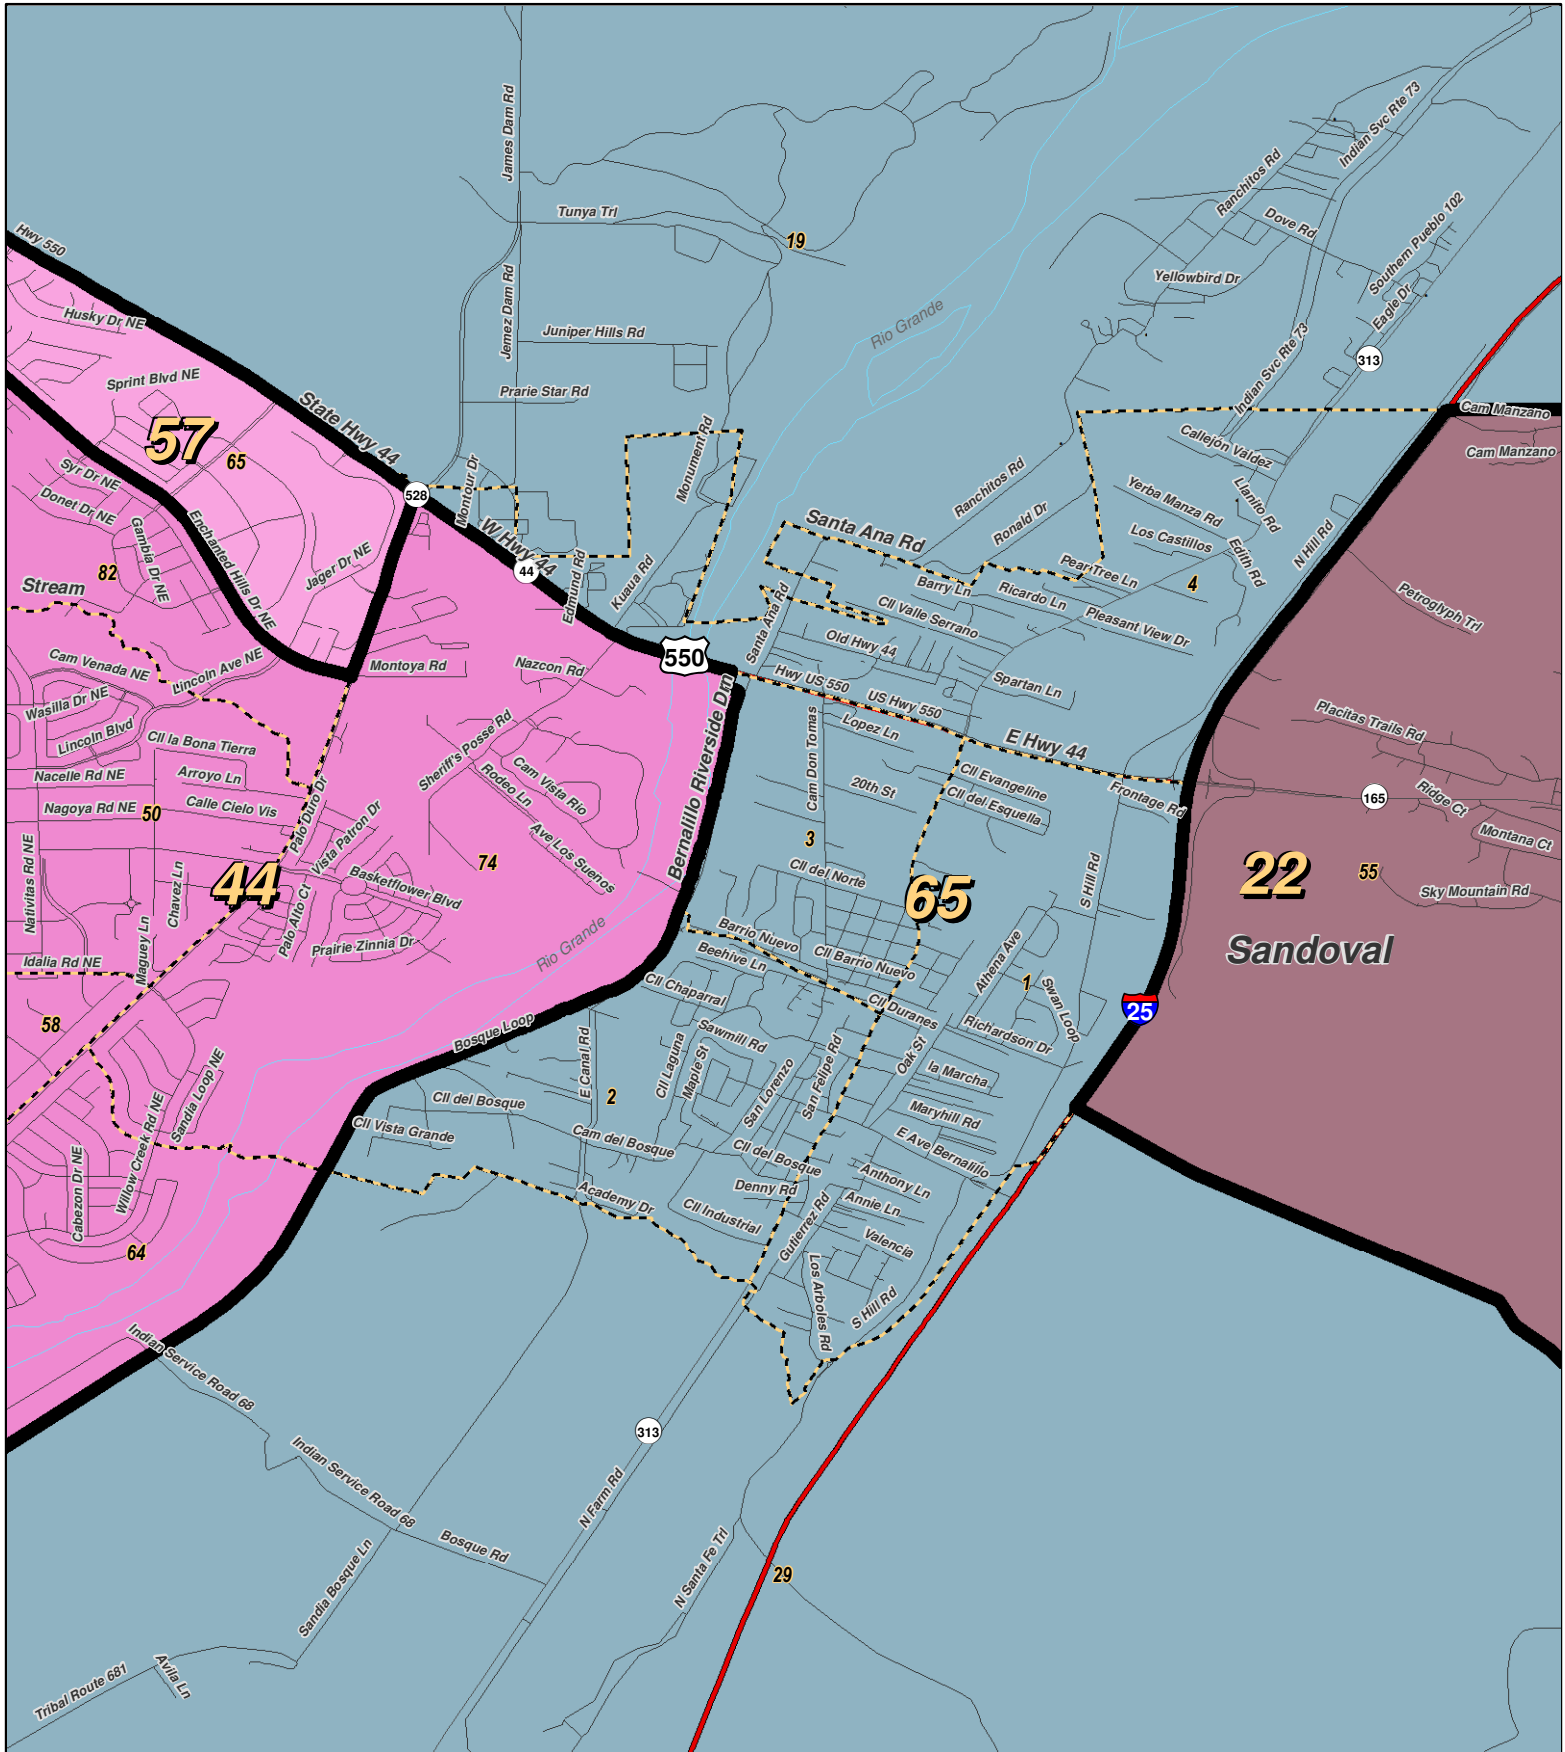 James Dam Rd
Indian Svc Rte 73
Ranchitos Rd
Tunya Trl
Dove Rd
19
Southern Pueblo 102
Hwy 550
Yellowbird Dr
Eagle Dr
Jemez Dam Rd
Rio Grande
Husky Dr NE
Juniper Hills Rd
313
Indian Svc Rte 73
Sprint Blvd NE
Prarie Star Rd
State Hwy 44
Cam Manzano
57
65
Monument Rd
Callejón Valdez
Cam Manzano
Syr Dr NE
Montour Dr
528
Ranchitos Rd
Yerba Manza Rd
Llanito Rd
Donet Dr NE
Gambia Dr NE
Enchanted Hills Dr NE
W Hwy 44
Santa Ana Rd
Ronald Dr
Los Castillos
N Hill Rd
Jager Dr NE
44
Edmund Rd
Kuaua Rd
Barry Ln
Pear Tree Ln
Edith Rd
82
Stream
Ricardo Ln
4
Petroglyph Trl
Cll Valle Serrano
Pleasant View Dr
Santa Ana Rd
Old Hwy 44
Cam Venada NE
Lincoln Ave NE
Montoya Rd
Nazcon Rd
550
Hwy US 550
US Hwy 550
Spartan Ln
Wasilla Dr NE
Lincoln Blvd
Cll la Bona Tierra
Sheriff's Posse Rd
Bernalillo Riverside Drn
Cam Don Tomas
Lopez Ln
E Hwy 44
Placitas Trails Rd
Nacelle Rd NE
Arroyo Ln
Rodeo Ln
Cam Vista Rio
20th St
Cll Evangeline
Cll del Esquella
Frontage Rd
165
Ridge Ct
Nagoya Rd NE
50
Calle Cielo Vis
Palo Duro Dr
Vista Patron Dr
Ave Los Suenos
3
Montana Ct
Nativitas Rd NE
Chavez Ln
44
74
Basketflower Blvd
Cll del Norte
65
S Hill Rd
22
55
Sky Mountain Rd
Palo Alto Ct
Prairie Zinnia Dr
Rio Grande
Barrio Nuevo
Beehive Ln
Cll Barrio Nuevo
Athena Ave
Sandoval
Idalia Rd NE
Maguey Ln
Cll Chaparral
Cll Duranes
1
Swan Loop
25
58
Bosque Loop
E Canal Rd
Sawmill Rd
Richardson Dr
Cll Laguna
Maple St
San Lorenzo
San Felipe Rd
Oak St
la Marcha
2
Sandia Loop NE
Cll del Bosque
Maryhill Rd
Cll Vista Grande
Cam del Bosque
Cll del Bosque
E Ave Bernalillo
Willow Creek Rd NE
Cabezon Dr NE
Anthony Ln
Denny Rd
Annie Ln
Academy Dr
Cll Industrial
Gutierrez Rd
Valencia
64
Los Arboles Rd
S Hill Rd
Indian Service Road 68
313
Indian Service Road 68
N Farm Rd
Bosque Rd
N Santa Fe Trl
29
Sandia Bosque Ln
Avila Ln
Tribal Route 681